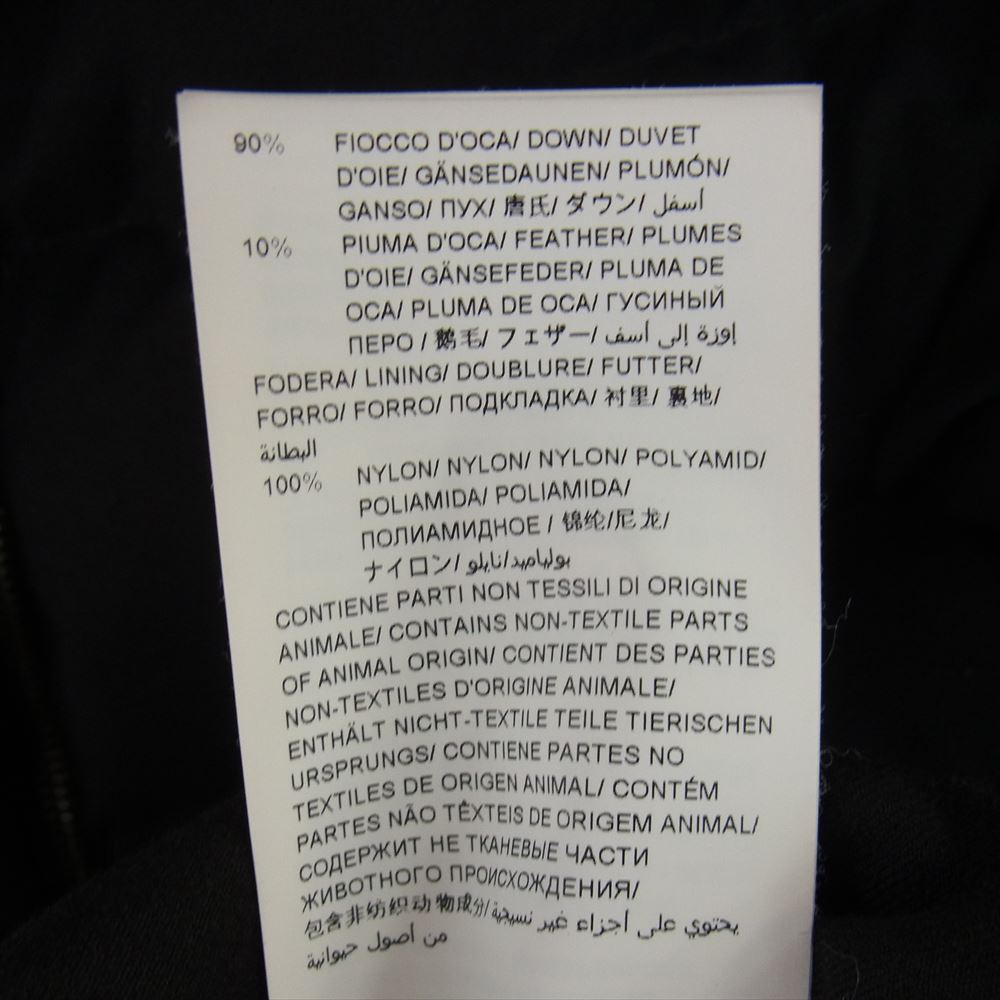 90% FIOCCO D'OCA/ DOWN/ DUVET
D'OIE/ GÄNSEDAUNEN/ PLUMÓN/
GANSO/ ПУХ/ 唐氏/ ダウン/ أسفل
10% PIUMA D'OCA/ FEATHER/ PLUMES
D'OIE/ GÄNSEFEDER/ PLUMA DE
OCA/ PLUMA DE OCA/ ГУСИНЫЙ
ПЕРО / 鹅毛/ フェザー/ إوزة إلى أسف
FODERA/ LINING/ DOUBLURE/ FUTTER/
FORRO/ FORRO/ ПОДКЛАДКА/ 衬里/ 裏地/
البطانة
100% NYLON/ NYLON/ NYLON/ POLYAMID/
POLIAMIDA/ POLIAMIDA/
ПОЛИАМИДНОЕ / 锦纶/尼龙/
ナイロン/ بولياميد/نايلو
CONTIENE PARTI NON TESSILI DI ORIGINE
ANIMALE/ CONTAINS NON-TEXTILE PARTS
OF ANIMAL ORIGIN/ CONTIENT DES PARTIES
NON-TEXTILES D'ORIGINE ANIMALE/
ENTHÄLT NICHT-TEXTILE TEILE TIERISCHEN
URSPRUNGS/ CONTIENE PARTES NO
TEXTILES DE ORIGEN ANIMAL/ CONTÉM
PARTES NÃO TÊXTEIS DE ORIGEM ANIMAL/
СОДЕРЖИТ НЕ ТКАНЕВЫЕ ЧАСТИ
ЖИВОТНОГО ПРОИСХОЖДЕНИЯ/
包含非纺织动物成分/ يحتوي على أجزاء غير نسيجية
من أصول حيوانية